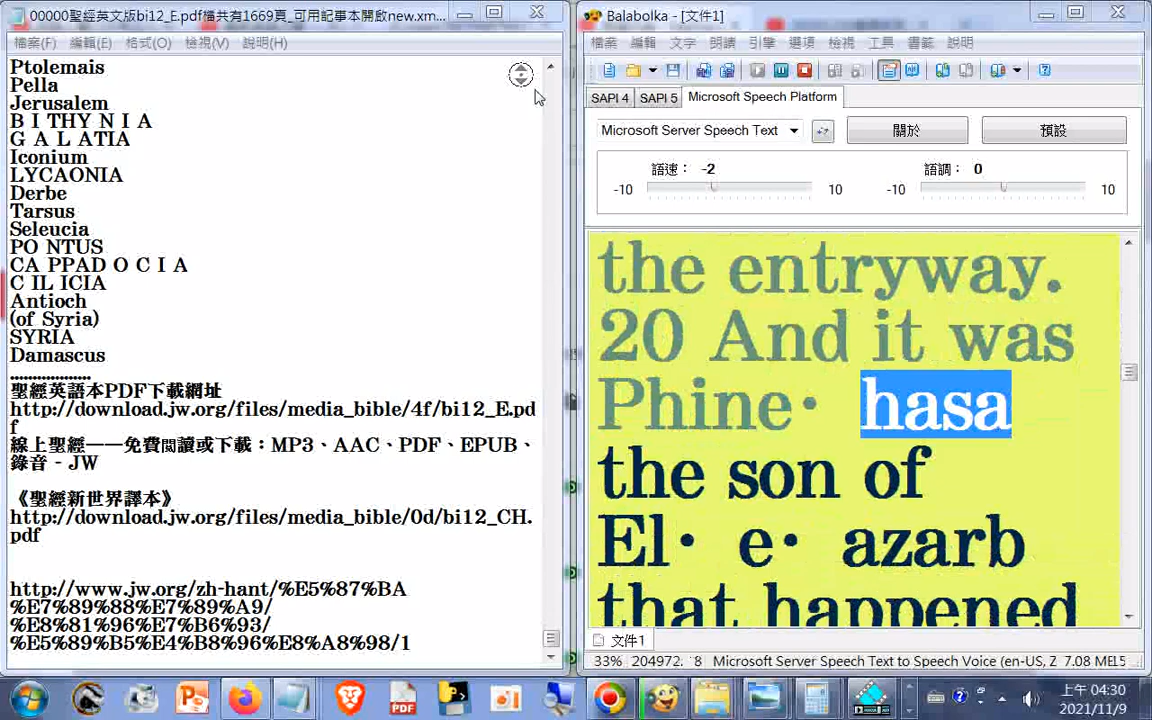 00000聖經英文版bi12_E.pdf檔共有1669頁_可用記事本開啟new.xm...
檔案(F) 編輯(E) 格式(O) 檢視(V) 說明(H)
Ptolemais
Pella
Jerusalem
B I THY N I A
G A L A T I A
Iconium
LYCAONIA
Derbe
Tarsus
Seleucia
PO NTUS
CA PPAD O C I A
C IL ICIA
Antioch
(of Syria)
SYRIA
Damascus
..................
聖經英語本PDF下載網址
http://download.jw.org/files/media_bible/4f/bi12_E.pd
f
線上聖經——免費閱讀或下載：MP3、AAC、PDF、EPUB、
錄音 - JW
《聖經新世界譯本》
http://download.jw.org/files/media_bible/0d/bi12_CH.
pdf
http://www.jw.org/zh-hant/%E5%87%BA
%E7%89%88%E7%89%A9/
%E8%81%96%E7%B6%93/
%E5%89%B5%E4%B8%96%E8%A8%98/1
Balabolka - [文件1]
檔案 編輯 文字 朗讀 引擎 選項 檢視 工具 書籤 說明
SAPI 4 SAPI 5 Microsoft Speech Platform
Microsoft Server Speech Text 關於 預設
語速： -2 語調： 0
-10 10 -10 10
the entryway.
20 And it was
Phine· hasa
the son of
El· e· azarb
that happened
文件1
33% 204972. Microsoft Server Speech Text to Speech Voice (en-US, Z 7.08 ME
上午 04:30
2021/11/9